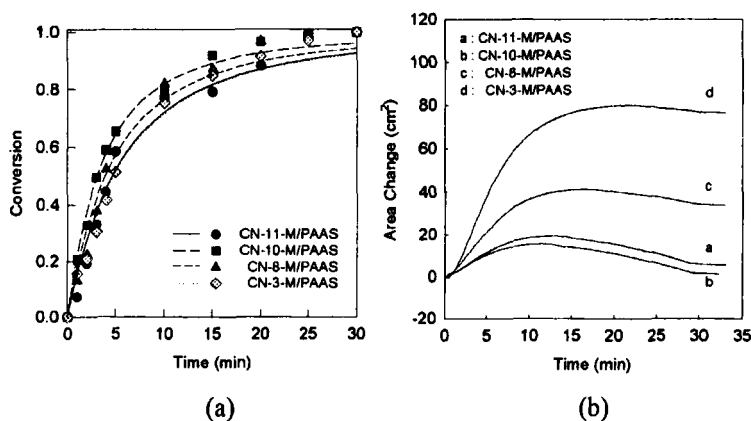 1.0
0.8
0.6
0.4
0.2
0.0
Conversion
CN-11-M/PAAS
CN-10-M/PAAS
CN-8-M/PAAS
CN-3-M/PAAS
0 5 10 15 20 25 30
Time (min)
(a)
120
100
80
60
40
20
0
-20
Area Change (cm²)
a : CN-11-M/PAAS
b : CN-10-M/PAAS
c : CN-8-M/PAAS
d : CN-3-M/PAAS
d
c
a
b
0 5 10 15 20 25 30 35
Time (min)
(b)